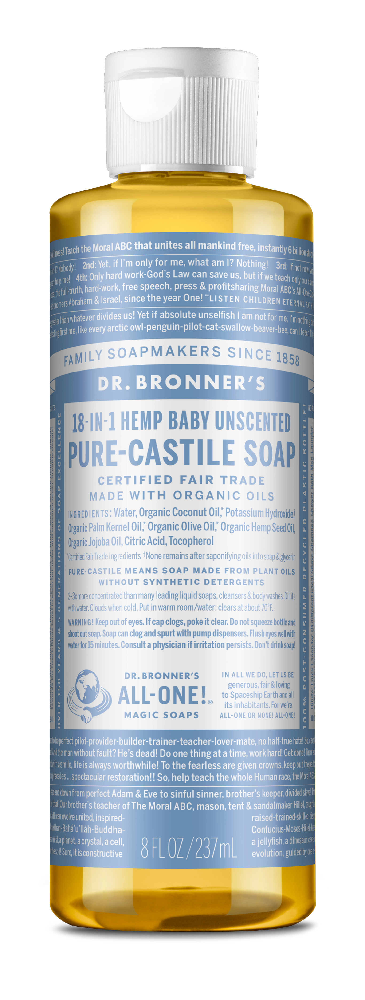 Teach the Moral ABC that unites all mankind free, instantly 6 billion
I? Nobody! 2nd: Yet, if I'm only for me, what am I? Nothing! 3rd: If not now,
can help me! 4th: Only hard work-God's Law can save us, but if we teach only our
the full-truth, hard-work, free speech, press & profitsharing Moral ABC's All-One-
Abraham & Israel, since the year One! “LISTEN CHILDREN ETERNAL
greater than whatever divides us! Yet if absolute unselfish I am not for me, I'm nothing
first me, like every arctic owl-penguin-pilot-cat-swallow-beaver-bee, can I teach
FAMILY SOAPMAKERS SINCE 1858
DR. BRONNER'S
18-IN-1 HEMP BABY UNSCENTED
PURE-CASTILE SOAP
CERTIFIED FAIR TRADE
MADE WITH ORGANIC OILS
INGREDIENTS: Water, Organic Coconut Oil,* Potassium Hydroxide,†
Organic Palm Kernel Oil,* Organic Olive Oil,* Organic Hemp Seed Oil,
Organic Jojoba Oil, Citric Acid, Tocopherol
*Certified Fair Trade ingredients †None remains after saponifying oils into soap & glycerin
PURE-CASTILE MEANS SOAP MADE FROM PLANT OILS
WITHOUT SYNTHETIC DETERGENTS
2-3x more concentrated than many leading liquid soaps, cleansers & body washes. Dilute
with water. Clouds when cold. Put in warm room/water: clears at about 70°F.
WARNING! Keep out of eyes. If cap clogs, poke it clear. Do not squeeze bottle and
shoot out soap. Soap can clog and spurt with pump dispensers. Flush eyes well with
water for 15 minutes. Consult a physician if irritation persists. Don't drink soap!
DR. BRONNER'S
ALL-ONE!®
MAGIC SOAPS
IN ALL WE DO, LET US BE
generous, fair & loving
to Spaceship Earth and all
its inhabitants. For we're
ALL-ONE OR NONE! ALL-ONE!
OVER 150 YEARS & 5 GENERATIONS OF SOAP EXCELLENCE
100% POST-CONSUMER RECYCLED PLASTIC BOTTLE!
to be perfect pilot-provider-builder-trainer-teacher-lover-mate, no half-true hate! So,
And the man without fault? He's dead! Do one thing at a time, work hard! Get done! Then
with a smile, life is always worthwhile! To the fearless are given crowns, keep out the
precedes ... spectacular restoration!! So, help teach the whole Human race, the Moral
descend down from perfect Adam & Eve to sinful sinner, brother's keeper, divided slave!
for that! Our brother's teacher of The Moral ABC, mason, tent & sandalmaker Hillel,
Earth can evolve united, inspired-
raised-trained-skilled-
Bahá'u'lláh-Buddha-
Confucius-Moses-Hillel-
a mist, a planet, a crystal, a cell,
a jellyfish, a dinosaur,
the sod! Sure, it is constructive
evolution, guided by one
8 FL OZ/237mL